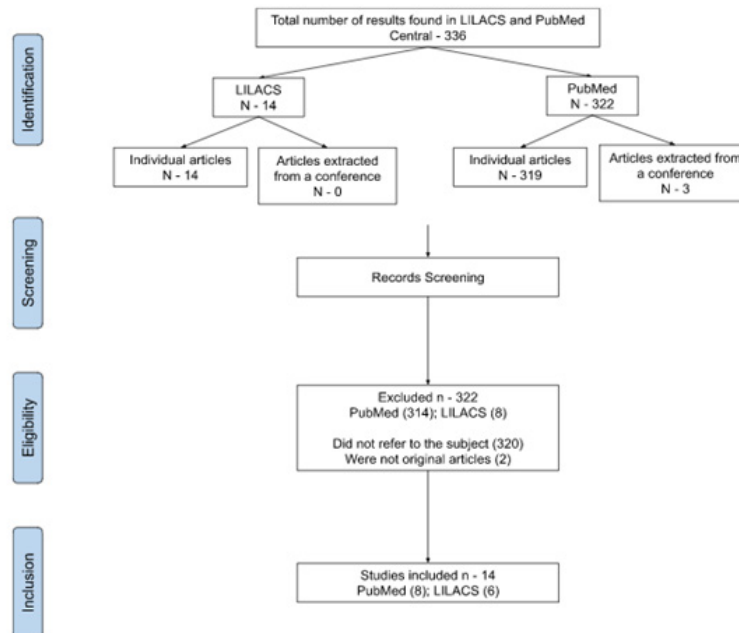 Identification
Total number of results found in LILACS and PubMed
Central - 336
LILACS
N - 14
PubMed
N - 322
Individual articles
N - 14
Articles extracted
from a conference
N - 0
Individual articles
N - 319
Articles extracted from
a conference
N - 3
Screening
Records Screening
Eligibility
Excluded n - 322
PubMed (314); LILACS (8)
Did not refer to the subject (320)
Were not original articles (2)
Inclusion
Studies included n - 14
PubMed (8); LILACS (6)